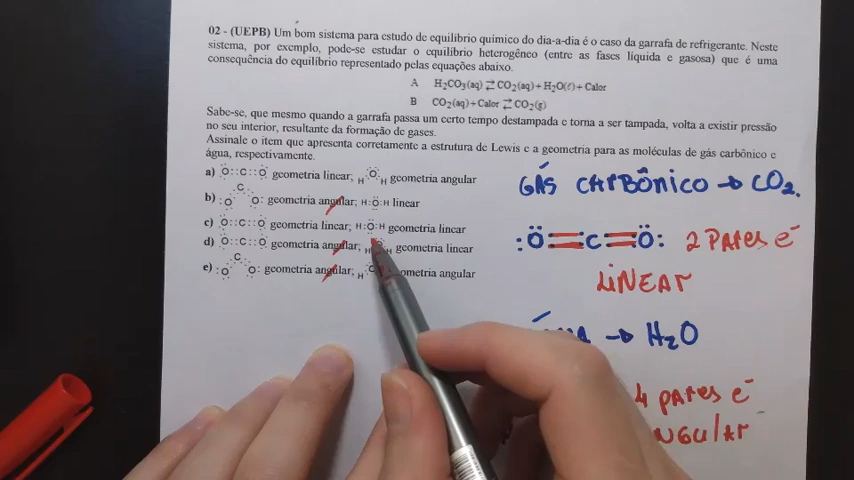 02 - (UEPB) Um bom sistema para estudo de equilíbrio químico do dia-a-dia é o caso da garrafa de refrigerante. Neste
sistema, por exemplo, pode-se estudar o equilíbrio heterogêneo (entre as fases líquida e gasosa) que é uma
consequência do equilíbrio representado pelas equações abaixo.
A H₂CO₃(aq) ⇄ CO₂(aq) + H₂O(ℓ) + Calor
B CO₂(aq) + Calor ⇄ CO₂(g)
Sabe-se, que mesmo quando a garrafa passa um certo tempo destampada e torna a ser tampada, volta a existir pressão
no seu interior, resultante da formação de gases.
Assinale o item que apresenta corretamente a estrutura de Lewis e a geometria para as moléculas de gás carbônico e
água, respectivamente.
a) :O::C::O: geometria linear; H O H geometria angular
b) :O C O: geometria angular; H:O:H linear
c) :O::C::O: geometria linear; H:O:H geometria linear
d) :O::C::O: geometria angular; H H geometria linear
e) :O C O: geometria angular; H angular
GÁS CARBÔNICO → CO₂.
:Ö=C=Ö: 2 PARES e⁻
LINEAR
→ H₂O
4 PARES e⁻